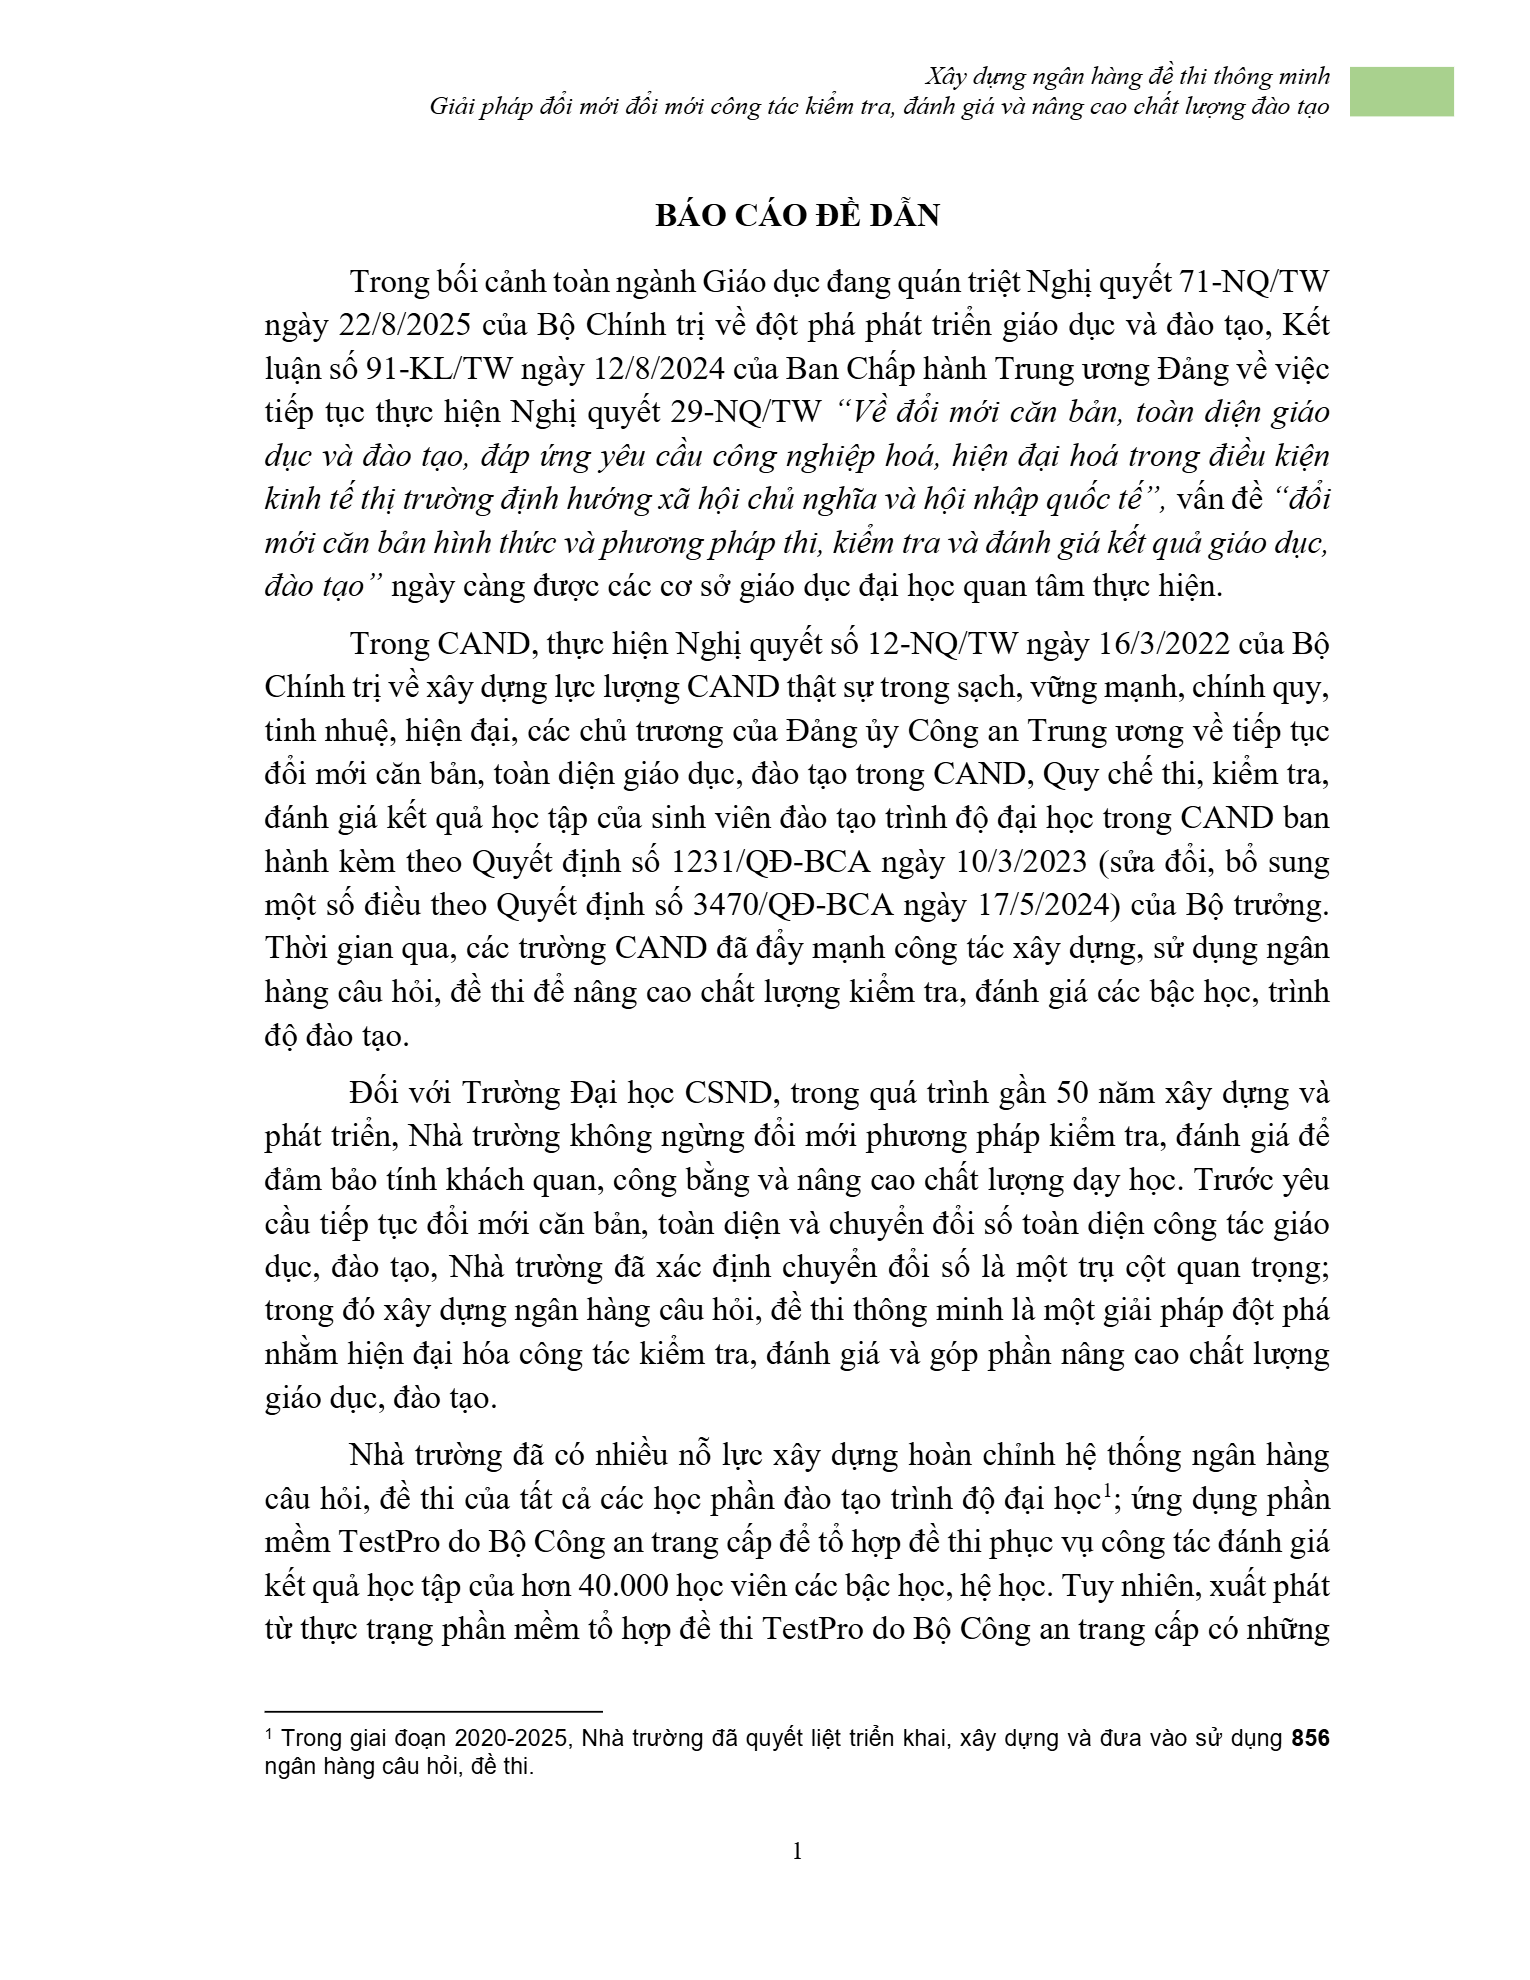 Xây dựng ngân hàng đề thi thông minh
Giải pháp đổi mới đổi mới công tác kiểm tra, đánh giá và nâng cao chất lượng đào tạo
BÁO CÁO ĐỀ DẪN
Trong bối cảnh toàn ngành Giáo dục đang quán triệt Nghị quyết 71-NQ/TW
ngày 22/8/2025 của Bộ Chính trị về đột phá phát triển giáo dục và đào tạo, Kết
luận số 91-KL/TW ngày 12/8/2024 của Ban Chấp hành Trung ương Đảng về việc
tiếp tục thực hiện Nghị quyết 29-NQ/TW “Về đổi mới căn bản, toàn diện giáo
dục và đào tạo, đáp ứng yêu cầu công nghiệp hoá, hiện đại hoá trong điều kiện
kinh tế thị trường định hướng xã hội chủ nghĩa và hội nhập quốc tế”, vấn đề “đổi
mới căn bản hình thức và phương pháp thi, kiểm tra và đánh giá kết quả giáo dục,
đào tạo” ngày càng được các cơ sở giáo dục đại học quan tâm thực hiện.
Trong CAND, thực hiện Nghị quyết số 12-NQ/TW ngày 16/3/2022 của Bộ
Chính trị về xây dựng lực lượng CAND thật sự trong sạch, vững mạnh, chính quy,
tinh nhuệ, hiện đại, các chủ trương của Đảng ủy Công an Trung ương về tiếp tục
đổi mới căn bản, toàn diện giáo dục, đào tạo trong CAND, Quy chế thi, kiểm tra,
đánh giá kết quả học tập của sinh viên đào tạo trình độ đại học trong CAND ban
hành kèm theo Quyết định số 1231/QĐ-BCA ngày 10/3/2023 (sửa đổi, bổ sung
một số điều theo Quyết định số 3470/QĐ-BCA ngày 17/5/2024) của Bộ trưởng.
Thời gian qua, các trường CAND đã đẩy mạnh công tác xây dựng, sử dụng ngân
hàng câu hỏi, đề thi để nâng cao chất lượng kiểm tra, đánh giá các bậc học, trình
độ đào tạo.
Đối với Trường Đại học CSND, trong quá trình gần 50 năm xây dựng và
phát triển, Nhà trường không ngừng đổi mới phương pháp kiểm tra, đánh giá để
đảm bảo tính khách quan, công bằng và nâng cao chất lượng dạy học. Trước yêu
cầu tiếp tục đổi mới căn bản, toàn diện và chuyển đổi số toàn diện công tác giáo
dục, đào tạo, Nhà trường đã xác định chuyển đổi số là một trụ cột quan trọng;
trong đó xây dựng ngân hàng câu hỏi, đề thi thông minh là một giải pháp đột phá
nhằm hiện đại hóa công tác kiểm tra, đánh giá và góp phần nâng cao chất lượng
giáo dục, đào tạo.
Nhà trường đã có nhiều nỗ lực xây dựng hoàn chỉnh hệ thống ngân hàng
câu hỏi, đề thi của tất cả các học phần đào tạo trình độ đại học¹; ứng dụng phần
mềm TestPro do Bộ Công an trang cấp để tổ hợp đề thi phục vụ công tác đánh giá
kết quả học tập của hơn 40.000 học viên các bậc học, hệ học. Tuy nhiên, xuất phát
từ thực trạng phần mềm tổ hợp đề thi TestPro do Bộ Công an trang cấp có những
¹ Trong giai đoạn 2020-2025, Nhà trường đã quyết liệt triển khai, xây dựng và đưa vào sử dụng 856
ngân hàng câu hỏi, đề thi.
1